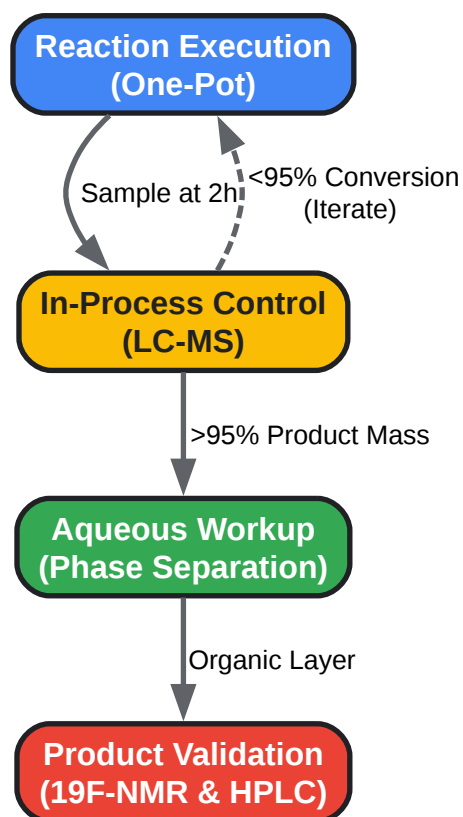 Reaction Execution
(One-Pot)
Sample at 2h
<95% Conversion
(Iterate)
In-Process Control
(LC-MS)
>95% Product Mass
Aqueous Workup
(Phase Separation)
Organic Layer
Product Validation
(19F-NMR & HPLC)